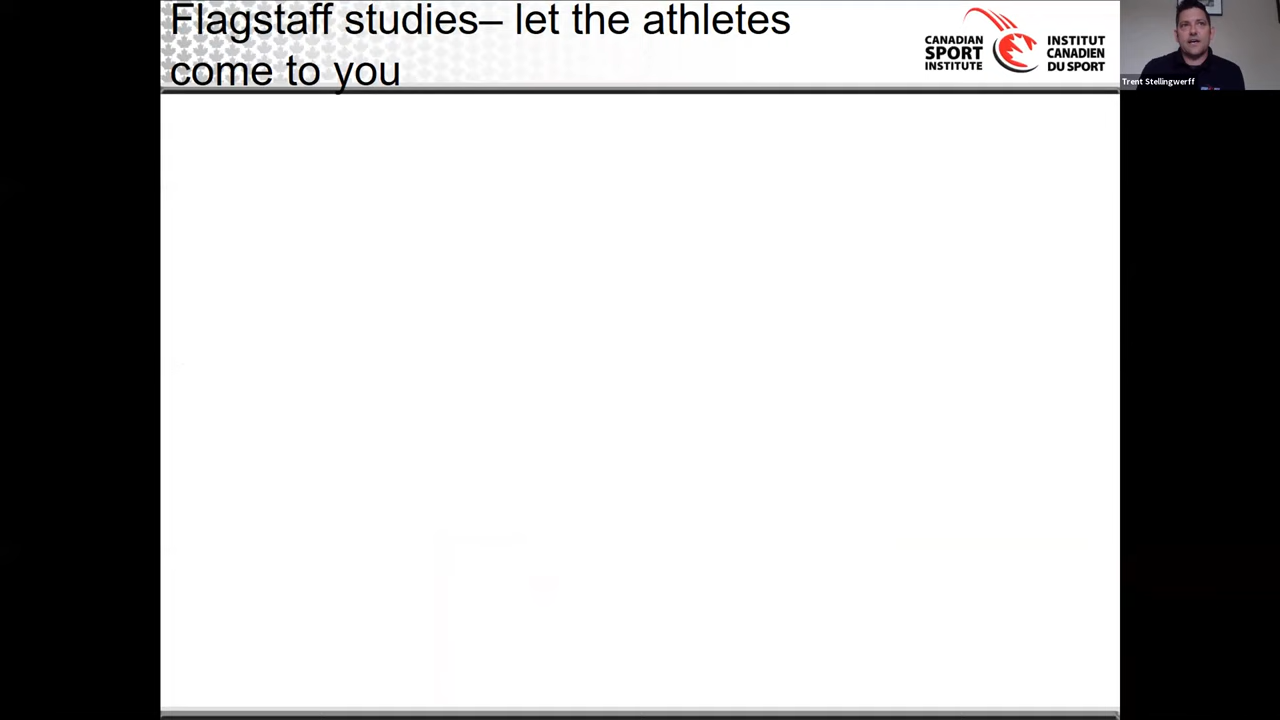 Flagstaff studies– let the athletes
come to you
CANADIAN
SPORT
INSTITUTE
INSTITUT
CANADIEN
DU SPORT
Trent Stellingwerff